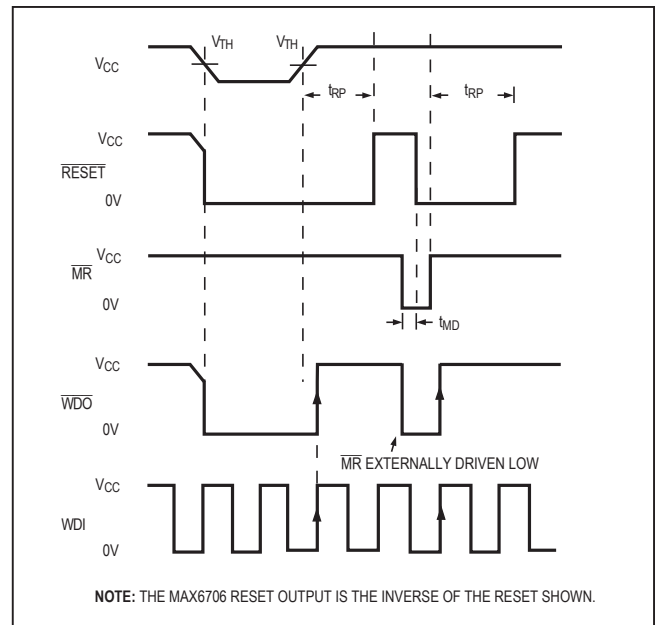 VTH VTH
VCC
tRP tRP
VCC
RESET
0V
VCC
MR
0V
tMD
VCC
WDO
0V
MR EXTERNALLY DRIVEN LOW
VCC
WDI
0V
NOTE: THE MAX6706 RESET OUTPUT IS THE INVERSE OF THE RESET SHOWN.